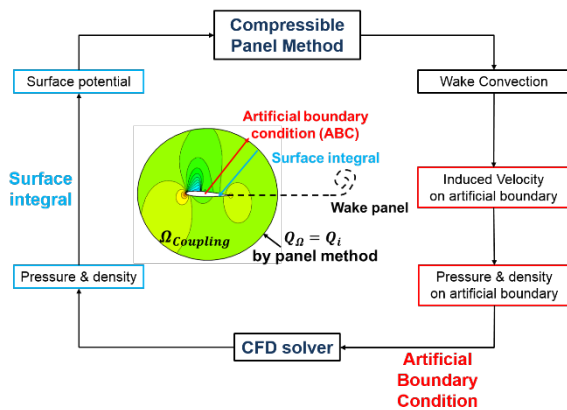 Compressible
Panel Method
Surface potential
Wake Convection
Artificial boundary
condition (ABC)
Surface integral
Surface
integral
Wake panel
Induced Velocity
on artificial boundary
Ω_Coupling
Q_Ω = Q_i
by panel method
Pressure & density
Pressure & density
on artificial boundary
CFD solver
Artificial
Boundary
Condition